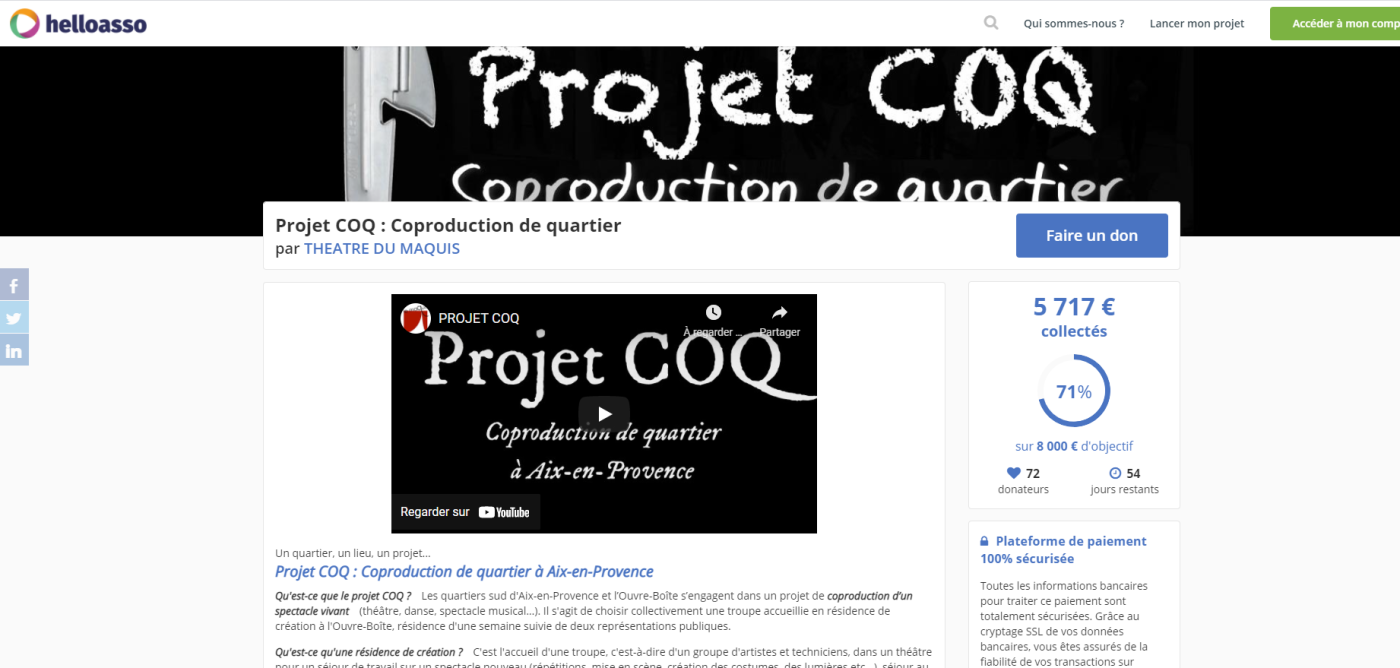 helloasso
Qui sommes-nous ?
Lancer mon projet
Accéder à mon comp
Projet COQ
Coproduction de quartier
Projet COQ : Coproduction de quartier
par THEATRE DU MAQUIS
Faire un don
PROJET COQ
À regarder ...
Partager
Projet COQ
Coproduction de quartier
à Aix-en-Provence
Regarder sur YouTube
5 717 €
collectés
71%
sur 8 000 € d'objectif
72
donateurs
54
jours restants
Un quartier, un lieu, un projet...
Projet COQ : Coproduction de quartier à Aix-en-Provence
Qu'est-ce que le projet COQ ? Les quartiers sud d'Aix-en-Provence et l'Ouvre-Boîte s'engagent dans un projet de coproduction d'un
spectacle vivant (théâtre, danse, spectacle musical...). Il s'agit de choisir collectivement une troupe accueillie en résidence de
création à l'Ouvre-Boîte, résidence d'une semaine suivie de deux représentations publiques.
Qu'est-ce qu'une résidence de création ? C'est l'accueil d'une troupe, c'est-à-dire d'un groupe d'artistes et techniciens, dans un théâtre
pour un séjour de travail sur un spectacle nouveau (répétitions, mise en scène, création des costumes, des lumières etc...), séjour au
Plateforme de paiement
100% sécurisée
Toutes les informations bancaires
pour traiter ce paiement sont
totalement sécurisées. Grâce au
cryptage SSL de vos données
bancaires, vous êtes assurés de la
fiabilité de vos transactions sur